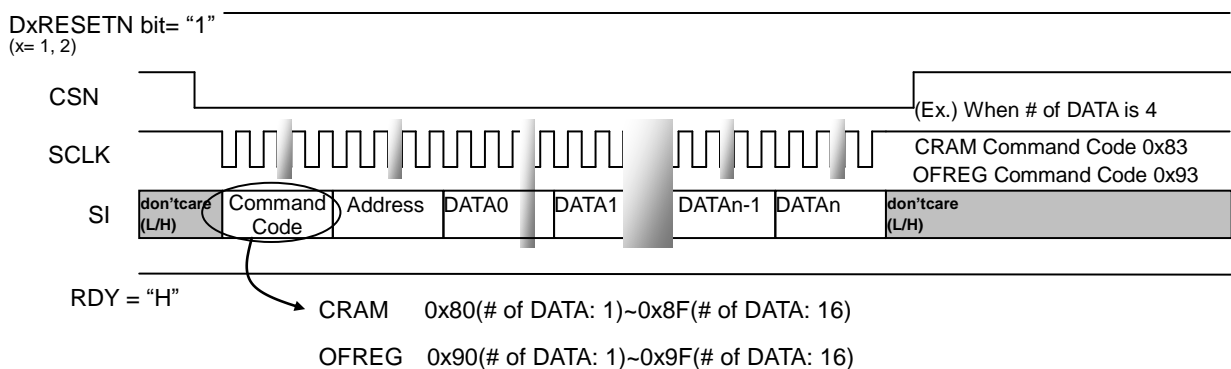 DxRESETN bit= “1”
(x= 1, 2)
CSN
(Ex.) When # of DATA is 4
SCLK
CRAM Command Code 0x83
OFREG Command Code 0x93
SI
don'tcare
(L/H)
Command
Code
Address
DATA0
DATA1
DATAn-1
DATAn
don'tcare
(L/H)
RDY = “H”
CRAM 0x80(# of DATA: 1)~0x8F(# of DATA: 16)
OFREG 0x90(# of DATA: 1)~0x9F(# of DATA: 16)